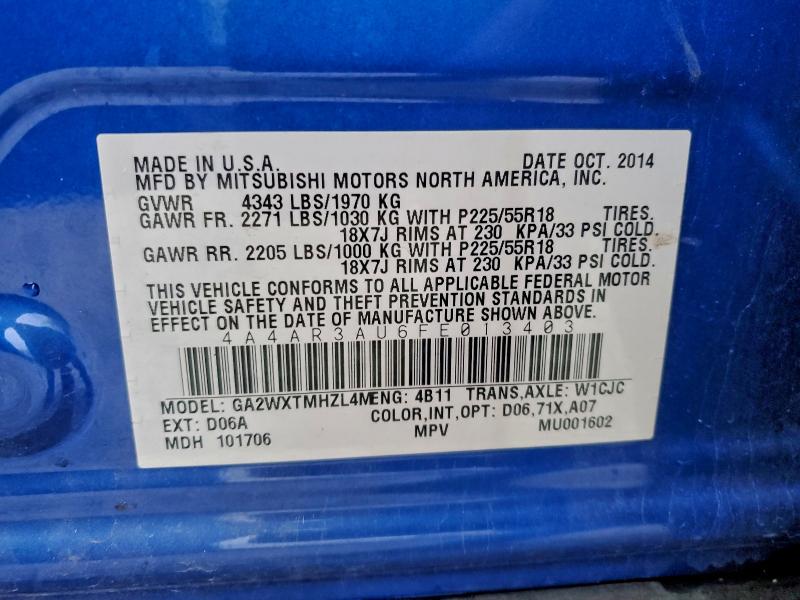 MADE IN U.S.A. DATE OCT. 2014
MFD BY MITSUBISHI MOTORS NORTH AMERICA, INC.
GVWR 4343 LBS/1970 KG
GAWR FR. 2271 LBS/1030 KG WITH P225/55R18 TIRES.
18X7J RIMS AT 230 KPA/33 PSI COLD.
GAWR RR. 2205 LBS/1000 KG WITH P225/55R18 TIRES.
18X7J RIMS AT 230 KPA/33 PSI COLD.
THIS VEHICLE CONFORMS TO ALL APPLICABLE FEDERAL MOTOR
VEHICLE SAFETY AND THEFT PREVENTION STANDARDS IN
EFFECT ON THE DATE OF MANUFACTURE SHOWN ABOVE.
4A4AR3AU6FE013403
MODEL: GA2WXTMHZL4M ENG: 4B11 TRANS,AXLE: W1CJC
EXT: D06A COLOR,INT,OPT: D06,71X,A07
MDH 101706 MPV MU001602